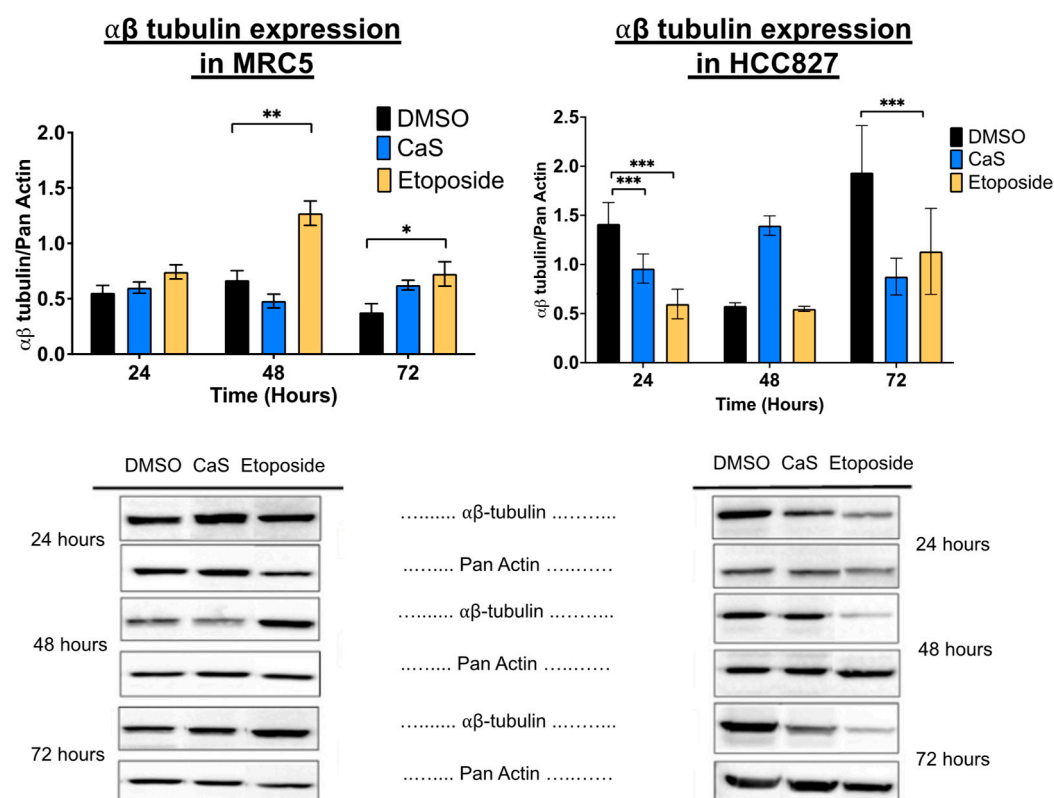 αβ tubulin expression
in MRC5
**
DMSO
CaS
Etoposide
*
2.0
1.5
1.0
0.5
0.0
αβ tubulin/Pan Actin
24 48 72
Time (Hours)
αβ tubulin expression
in HCC827
***
DMSO
CaS
Etoposide
***
***
2.5
2.0
1.5
1.0
0.5
0.0
αβ tubulin/Pan Actin
24 48 72
Time (Hours)
DMSO CaS Etoposide
DMSO CaS Etoposide
24 hours
.......... αβ-tubulin ..........
.......... Pan Actin ...........
24 hours
48 hours
.......... αβ-tubulin ..........
.......... Pan Actin ...........
48 hours
72 hours
.......... αβ-tubulin ..........
.......... Pan Actin ...........
72 hours